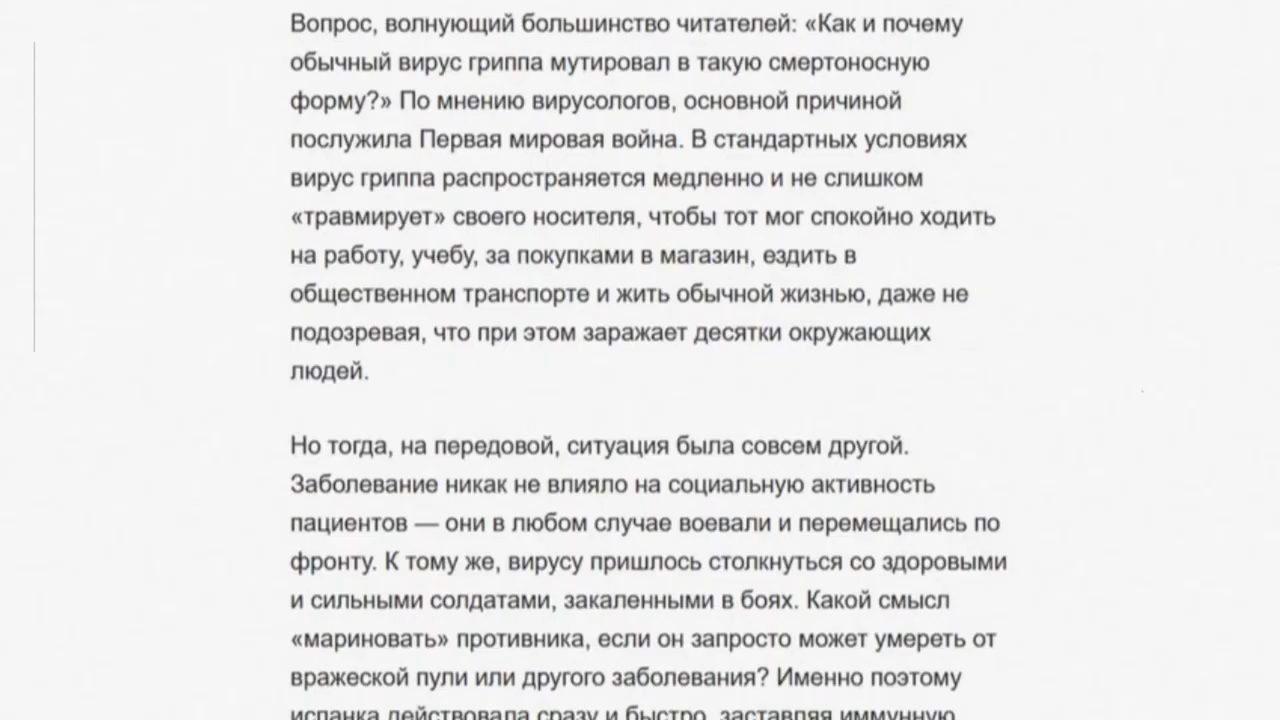 Вопрос, волнующий большинство читателей: «Как и почему
обычный вирус гриппа мутировал в такую смертоносную
форму?» По мнению вирусологов, основной причиной
послужила Первая мировая война. В стандартных условиях
вирус гриппа распространяется медленно и не слишком
«травмирует» своего носителя, чтобы тот мог спокойно ходить
на работу, учебу, за покупками в магазин, ездить в
общественном транспорте и жить обычной жизнью, даже не
подозревая, что при этом заражает десятки окружающих
людей.
Но тогда, на передовой, ситуация была совсем другой.
Заболевание никак не влияло на социальную активность
пациентов — они в любом случае воевали и перемещались по
фронту. К тому же, вирусу пришлось столкнуться со здоровыми
и сильными солдатами, закаленными в боях. Какой смысл
«мариновать» противника, если он запросто может умереть от
вражеской пули или другого заболевания? Именно поэтому
испанка действовала сразу и быстро, заставляя иммунную